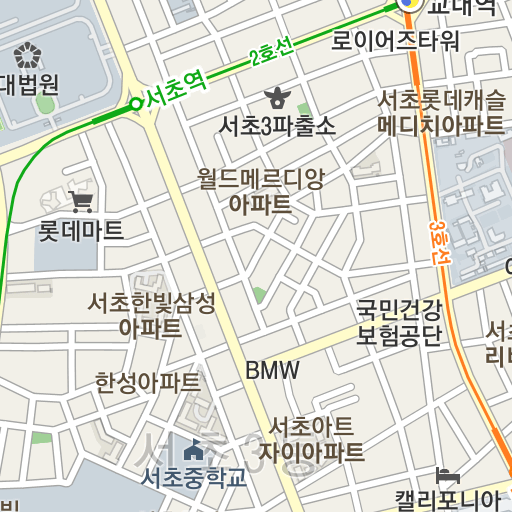 교대역
로이어즈타워
2호선
대법원
서초역
서초롯데캐슬
메디치아파트
서초3파출소
월드메르디앙
아파트
롯데마트
3호선
서초한빛삼성
아파트
국민건강
보험공단
한성아파트
BMW
서초아트
자이아파트
서초3동
서초중학교
캘리포니아